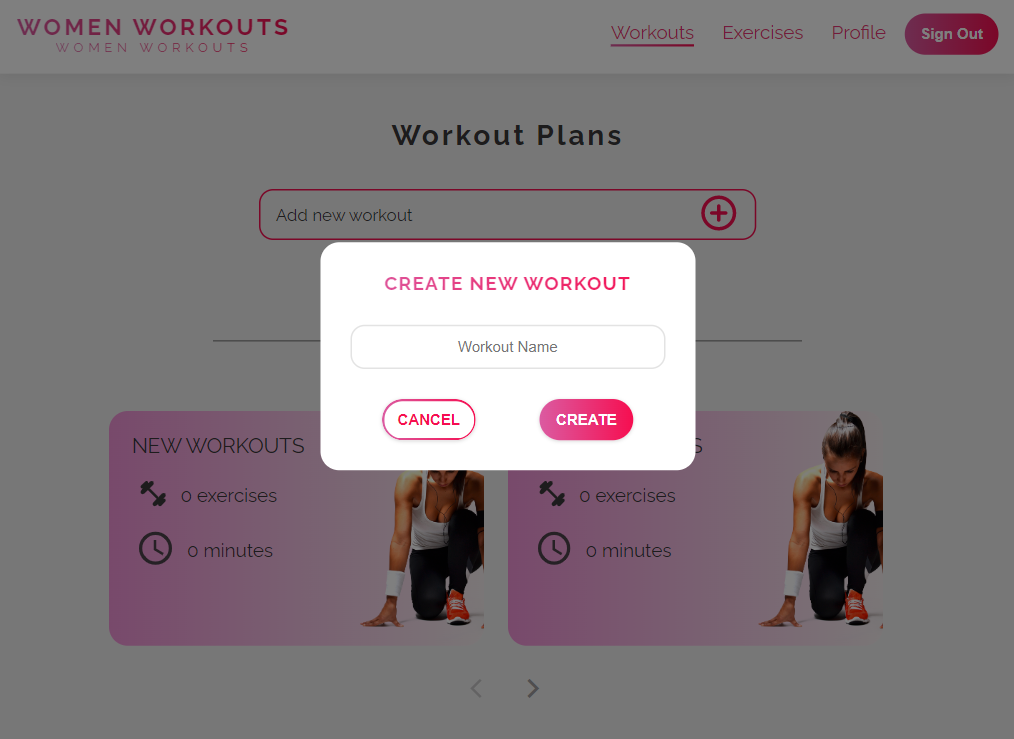 WOMEN WORKOUTS
WOMEN WORKOUTS
Workouts
Exercises
Profile
Sign Out
Workout Plans
Add new workout
CREATE NEW WORKOUT
Workout Name
CANCEL
CREATE
NEW WORKOUTS
0 exercises
0 minutes
0 exercises
0 minutes